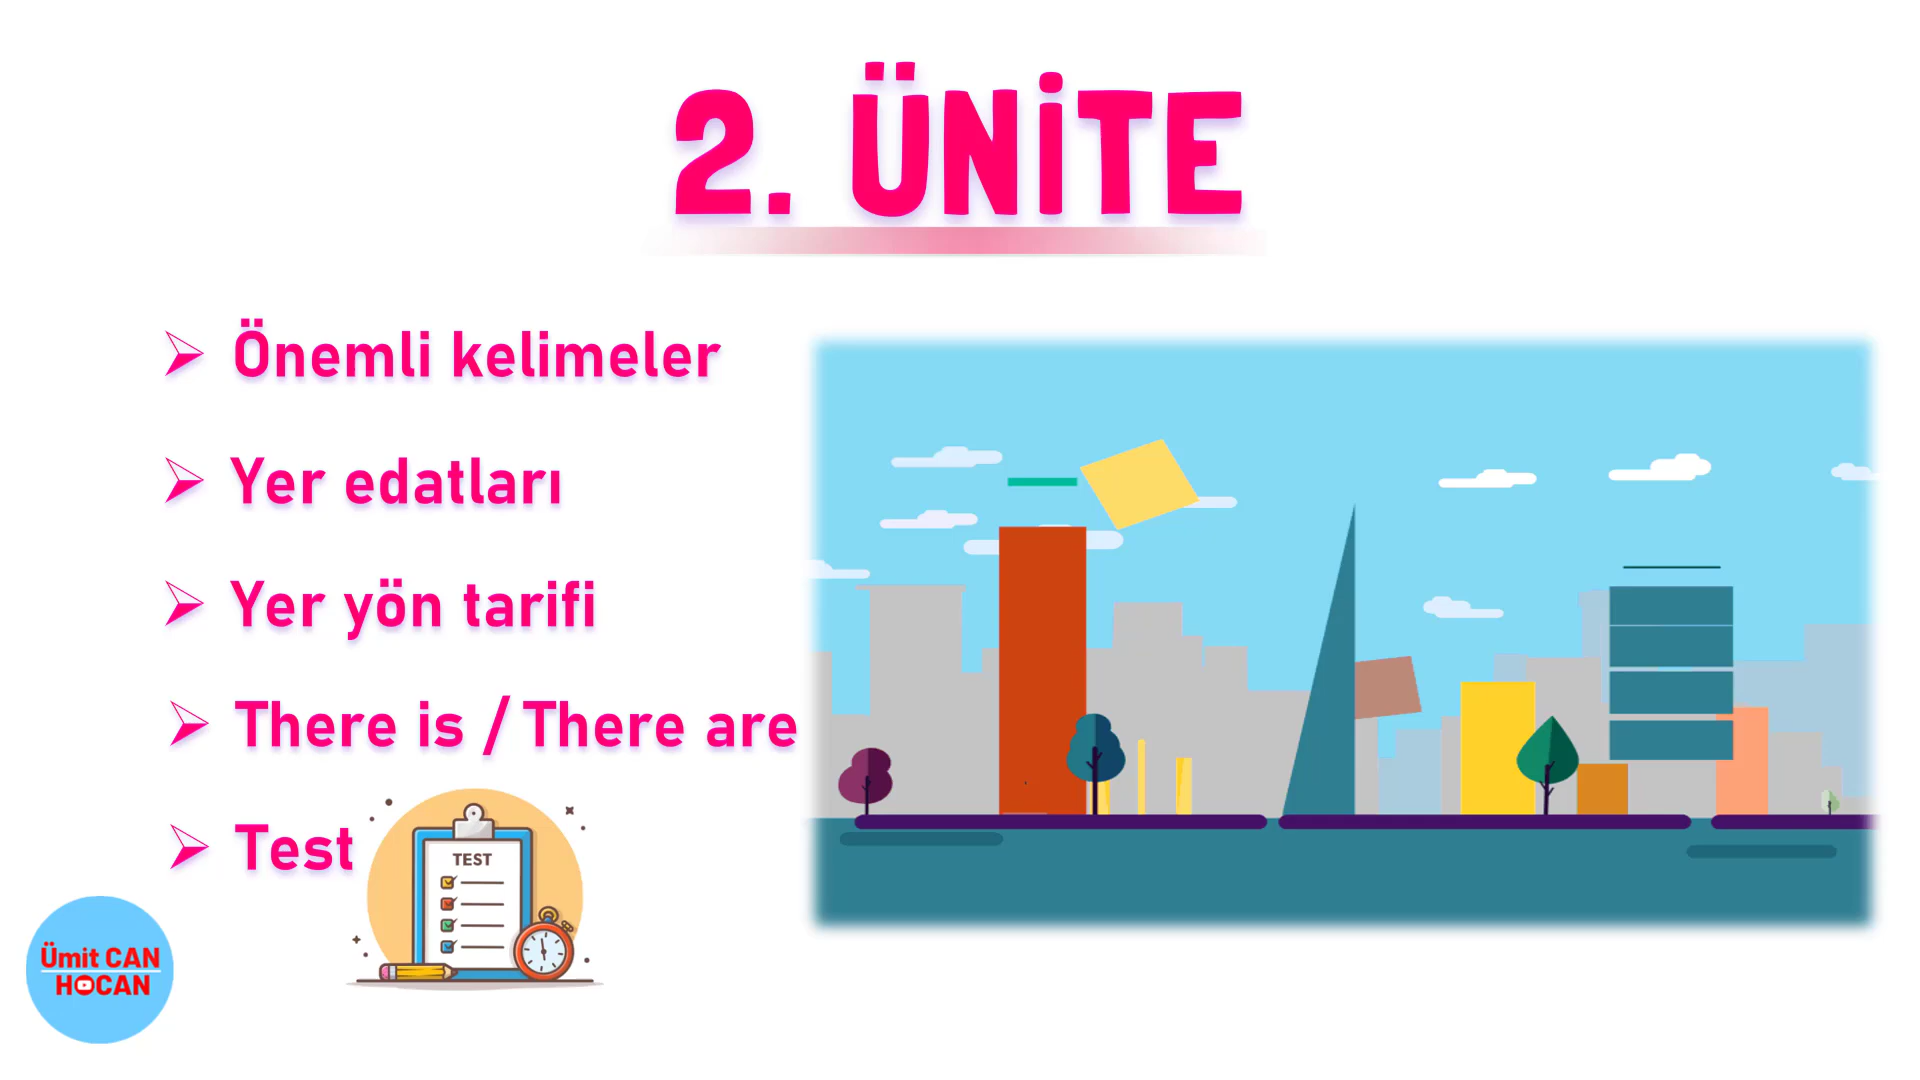 2. ÜNİTE
Önemli kelimeler
Yer edatları
Yer yön tarifi
There is / There are
Test
TEST
Ümit CAN
HOCAN